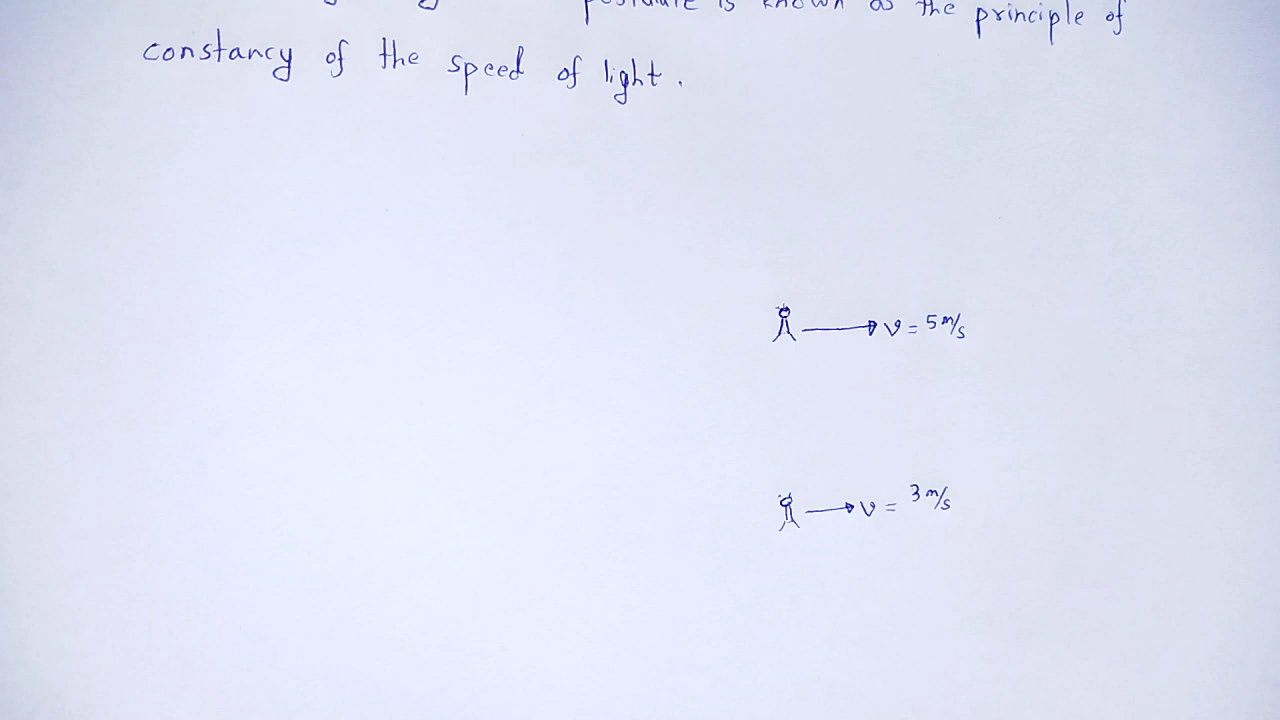 postulate is known as the principle of
constancy of the speed of light.
v = 5 m/s
v = 3 m/s